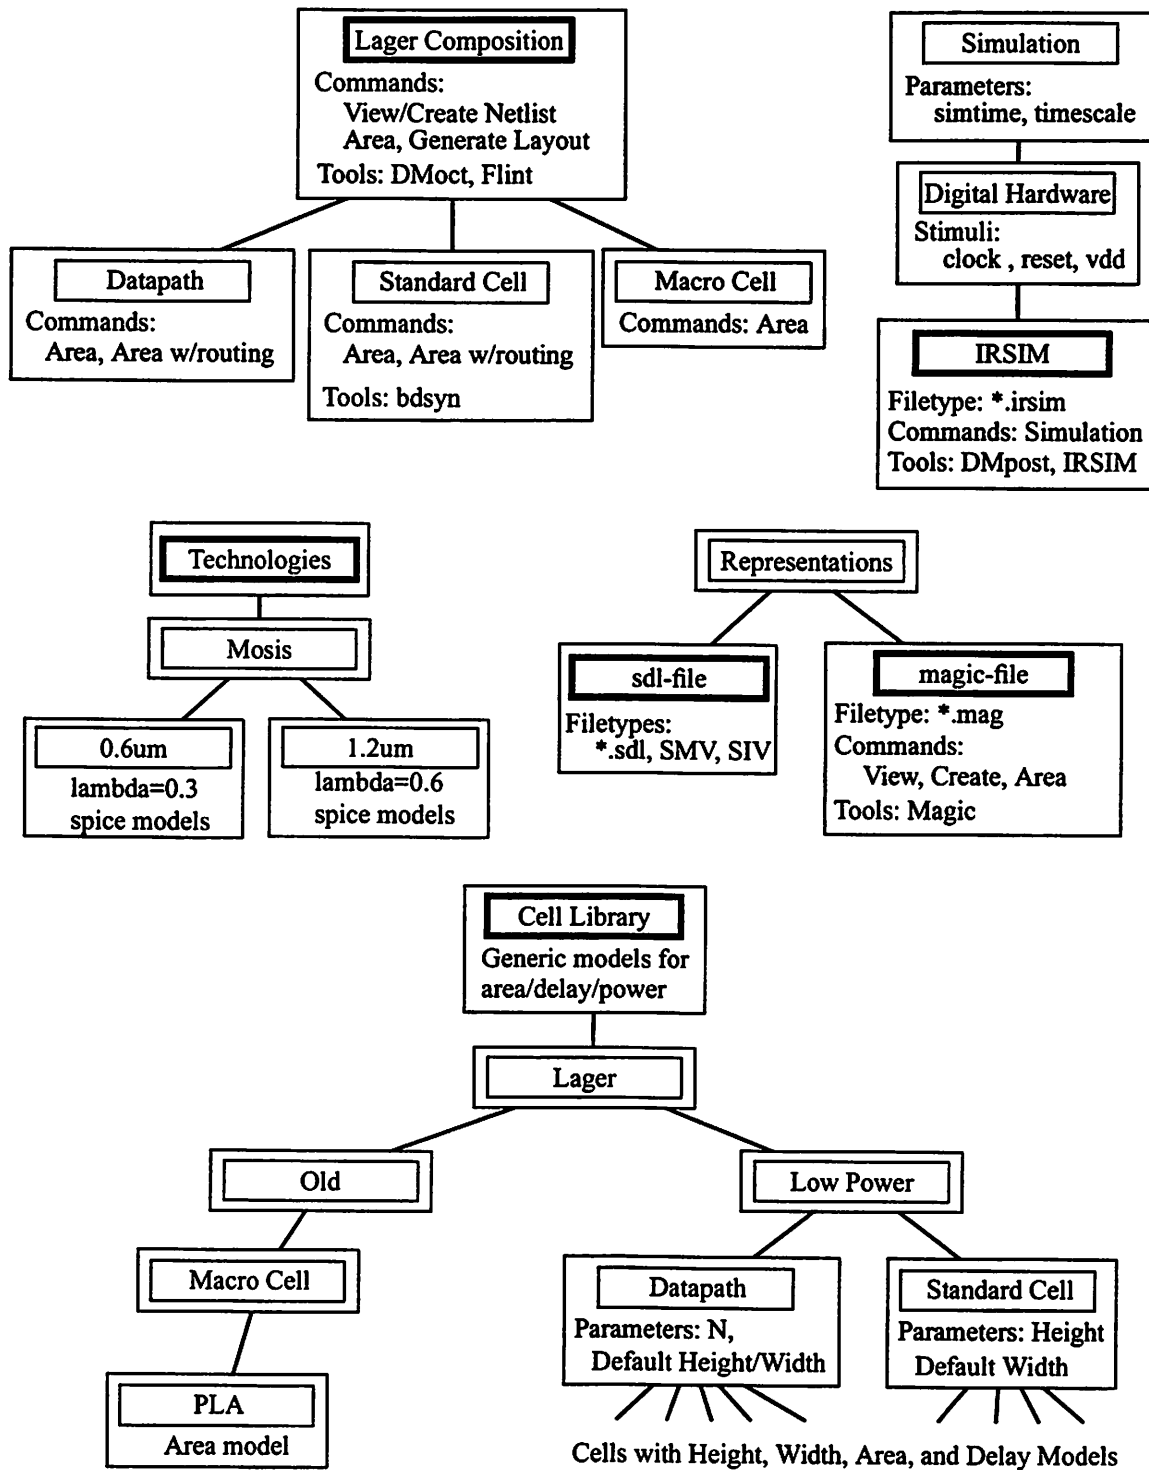 Lager Composition
Commands:
View/Create Netlist
Area, Generate Layout
Tools: DMoct, Flint
Datapath
Commands:
Area, Area w/routing
Standard Cell
Commands:
Area, Area w/routing
Tools: bdsyn
Macro Cell
Commands: Area
Simulation
Parameters:
simtime, timescale
Digital Hardware
Stimuli:
clock , reset, vdd
IRSIM
Filetype: *.irsim
Commands: Simulation
Tools: DMpost, IRSIM
Technologies
Mosis
0.6um
lambda=0.3
spice models
1.2um
lambda=0.6
spice models
Representations
sdl-file
Filetypes:
*.sdl, SMV, SIV
magic-file
Filetype: *.mag
Commands:
View, Create, Area
Tools: Magic
Cell Library
Generic models for
area/delay/power
Lager
Old
Macro Cell
PLA
Area model
Low Power
Datapath
Parameters: N,
Default Height/Width
Standard Cell
Parameters: Height
Default Width
Cells with Height, Width, Area, and Delay Models